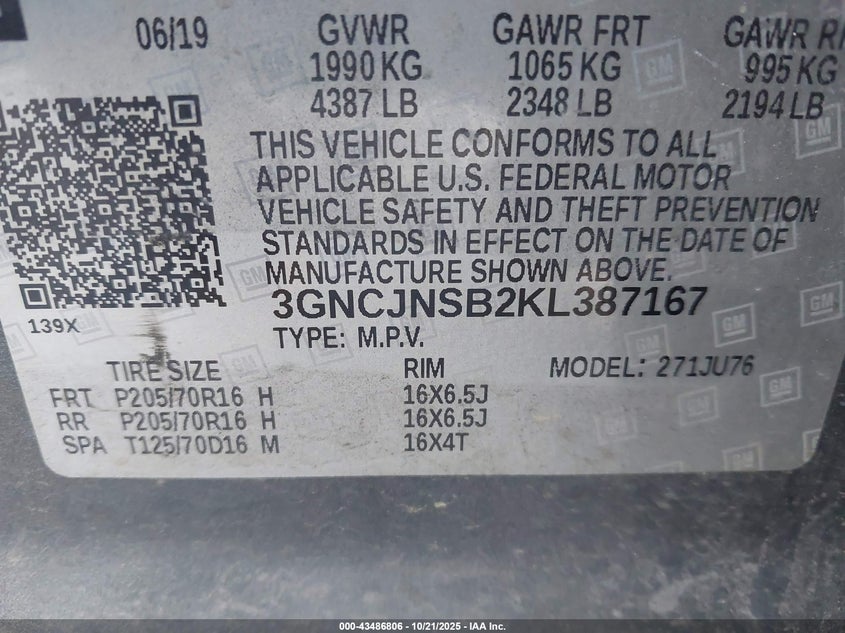 06/19 GVWR GAWR FRT GAWR
1990 KG 1065 KG 995 KG
4387 LB 2348 LB 2194 LB
THIS VEHICLE CONFORMS TO ALL
APPLICABLE U.S. FEDERAL MOTOR
VEHICLE SAFETY AND THEFT PREVENTION
STANDARDS IN EFFECT ON THE DATE OF
MANUFACTURE SHOWN ABOVE.
3GNCJNSB2KL387167
139X
TYPE: M.P.V.
TIRE SIZE RIM MODEL: 271JU76
FRT P205/70R16 H 16X6.5J
RR P205/70R16 H 16X6.5J
SPA T125/70D16 M 16X4T
GM
000-43486806 - 10/21/2025 - IAA Inc.